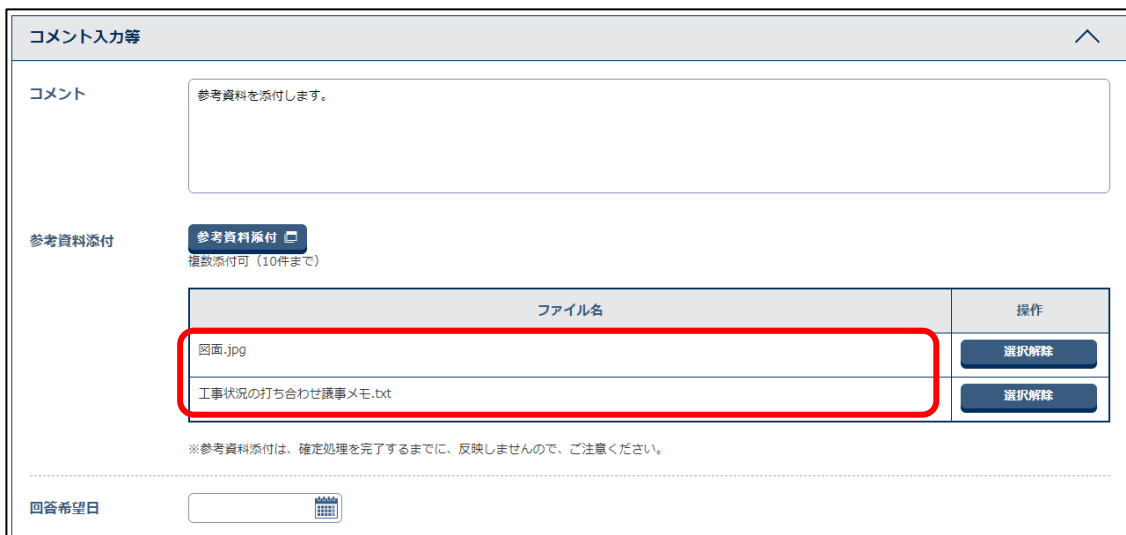 コメント入力等
コメント
参考資料を添付します。
参考資料添付
参考資料添付
複数添付可（10件まで）
ファイル名 操作
図面.jpg 選択解除
工事状況の打ち合わせ議事メモ.txt 選択解除
※参考資料添付は、確定処理を完了するまでに、反映しませんので、ご注意ください。
回答希望日